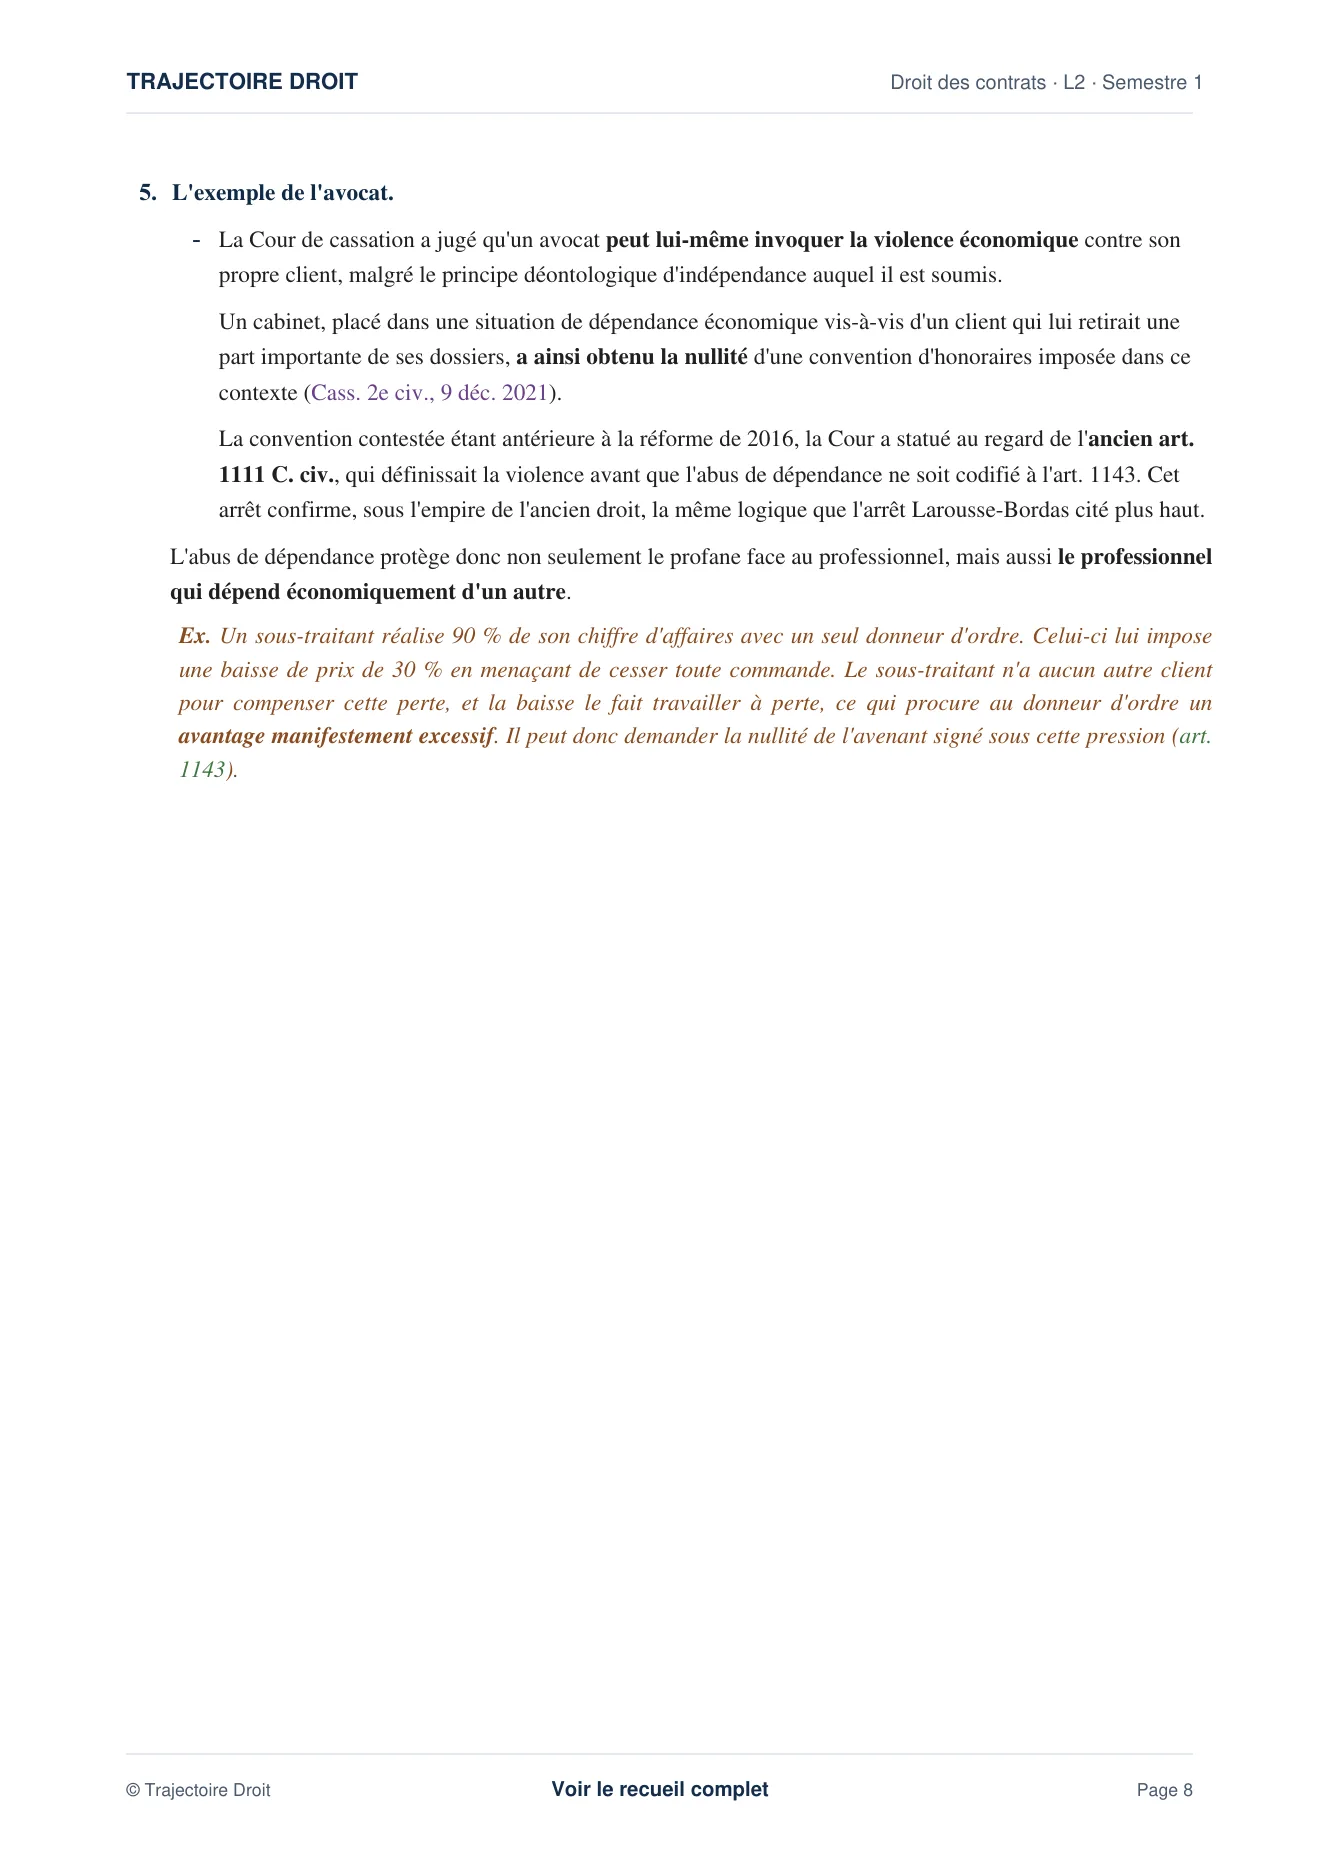 TRAJECTOIRE DROIT
Droit des contrats · L2 · Semestre 1
5. L'exemple de l'avocat.
- La Cour de cassation a jugé qu'un avocat peut lui-même invoquer la violence économique contre son
propre client, malgré le principe déontologique d'indépendance auquel il est soumis.
Un cabinet, placé dans une situation de dépendance économique vis-à-vis d'un client qui lui retirait une
part importante de ses dossiers, a ainsi obtenu la nullité d'une convention d'honoraires imposée dans ce
contexte (Cass. 2e civ., 9 déc. 2021).
La convention contestée étant antérieure à la réforme de 2016, la Cour a statué au regard de l'ancien art.
1111 C. civ., qui définissait la violence avant que l'abus de dépendance ne soit codifié à l'art. 1143. Cet
arrêt confirme, sous l'empire de l'ancien droit, la même logique que l'arrêt Larousse-Bordas cité plus haut.
L'abus de dépendance protège donc non seulement le profane face au professionnel, mais aussi le professionnel
qui dépend économiquement d'un autre.
Ex. Un sous-traitant réalise 90 % de son chiffre d'affaires avec un seul donneur d'ordre. Celui-ci lui impose
une baisse de prix de 30 % en menaçant de cesser toute commande. Le sous-traitant n'a aucun autre client
pour compenser cette perte, et la baisse le fait travailler à perte, ce qui procure au donneur d'ordre un
avantage manifestement excessif. Il peut donc demander la nullité de l'avenant signé sous cette pression (art.
1143).
© Trajectoire Droit
Voir le recueil complet
Page 8